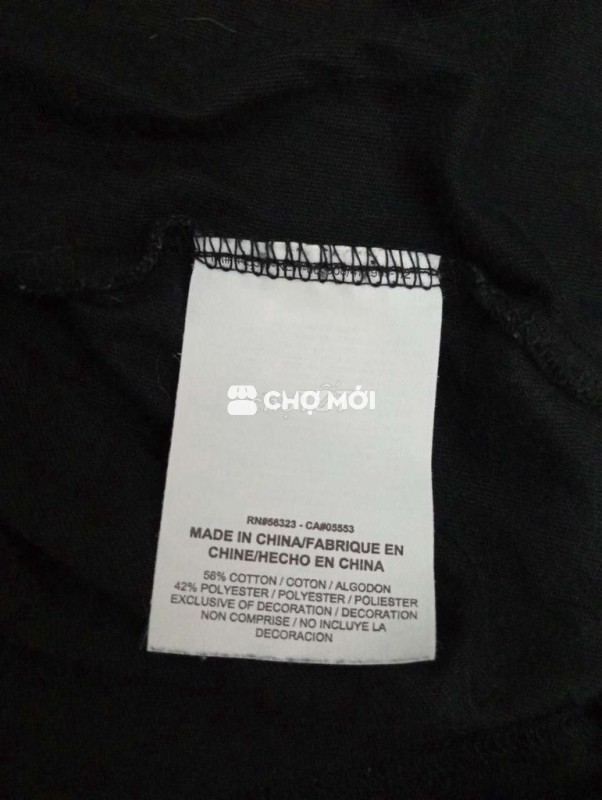 CHỢ MỚI
RN#56323 - CA#05553
MADE IN CHINA/FABRIQUE EN
CHINE/HECHO EN CHINA
58% COTTON / COTON / ALGODON
42% POLYESTER / POLYESTER / POLIESTER
EXCLUSIVE OF DECORATION / DECORATION
NON COMPRISE / NO INCLUYE LA
DECORACION